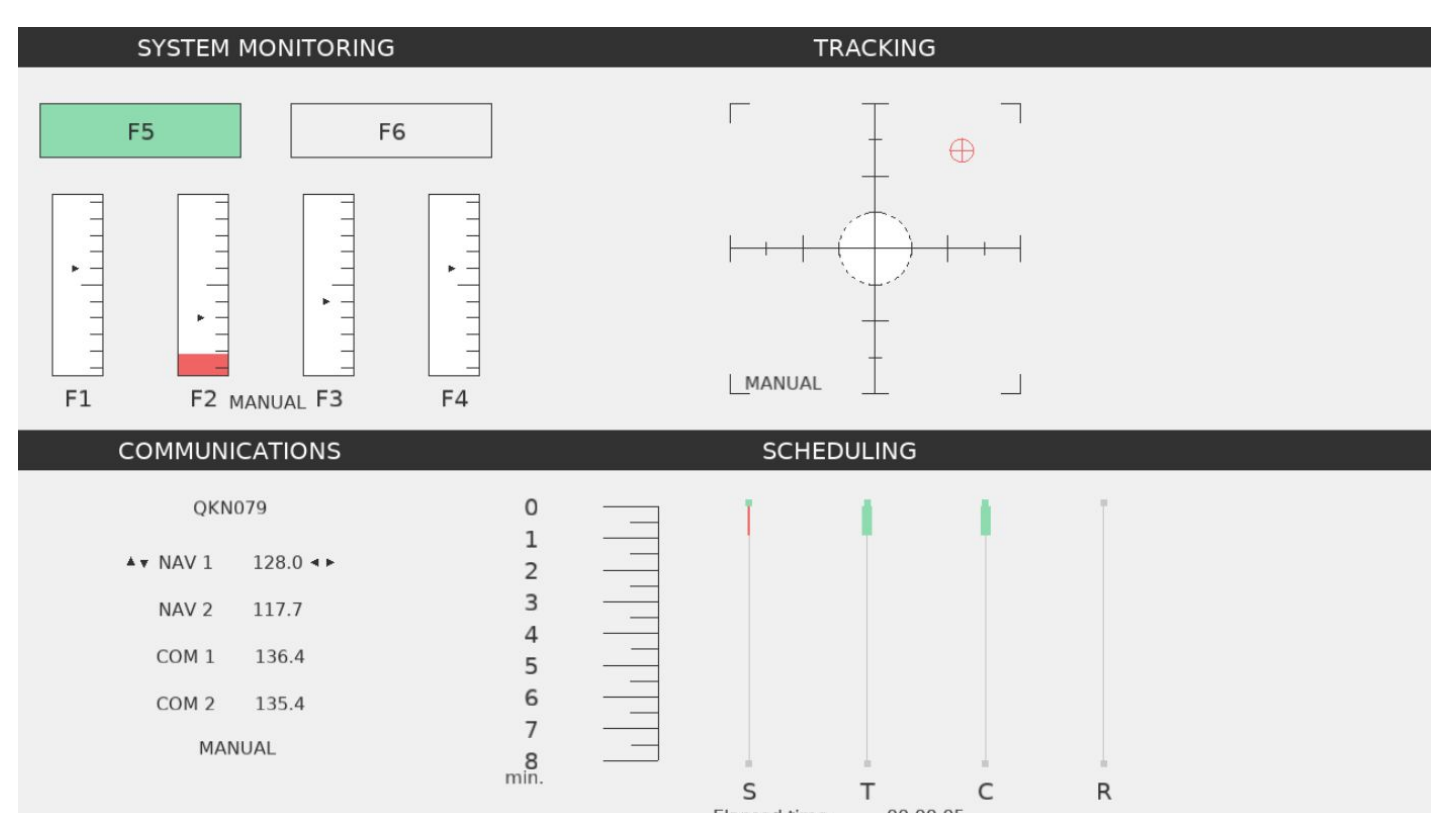 SYSTEM MONITORING
TRACKING
F5
F6
F1
F2
MANUAL
F3
F4
MANUAL
COMMUNICATIONS
SCHEDULING
QKN079
NAV 1 128.0
NAV 2 117.7
COM 1 136.4
COM 2 135.4
MANUAL
0
1
2
3
4
5
6
7
8
min.
S
T
C
R